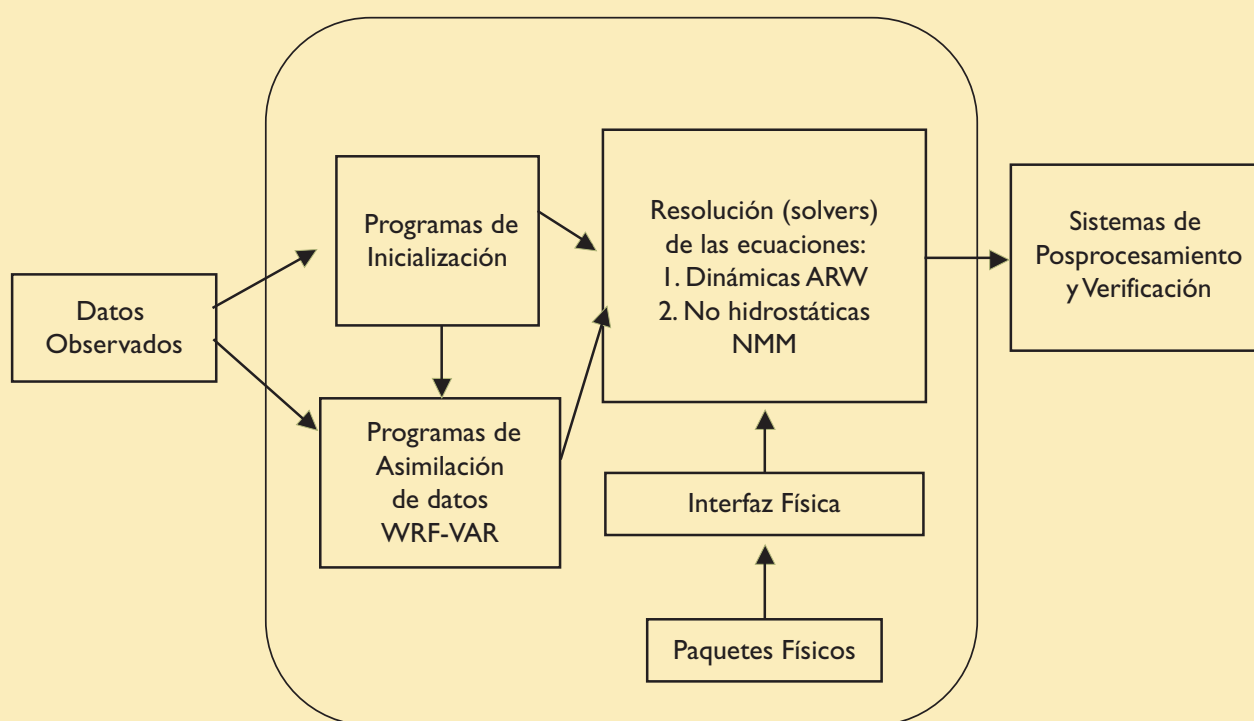 Datos
Observados
Programas de
Inicialización
Programas de
Asimilación
de datos
WRF-VAR
Resolución (solvers)
de las ecuaciones:
1. Dinámicas ARW
2. No hidrostáticas
NMM
Interfaz Física
Paquetes Físicos
Sistemas de
Posprocesamiento
y Verificación